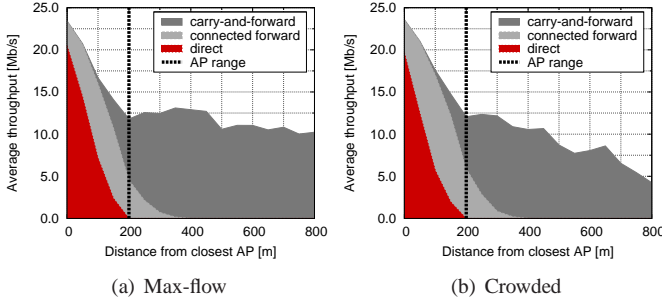 25.0
20.0
15.0
10.0
5.0
0.0
Average throughput [Mb/s]
carry-and-forward
connected forward
direct
AP range
0
200
400
600
800
Distance from closest AP [m]
(a) Max-flow
25.0
20.0
15.0
10.0
5.0
0.0
Average throughput [Mb/s]
carry-and-forward
connected forward
direct
AP range
0
200
400
600
800
Distance from closest AP [m]
(b) Crowded